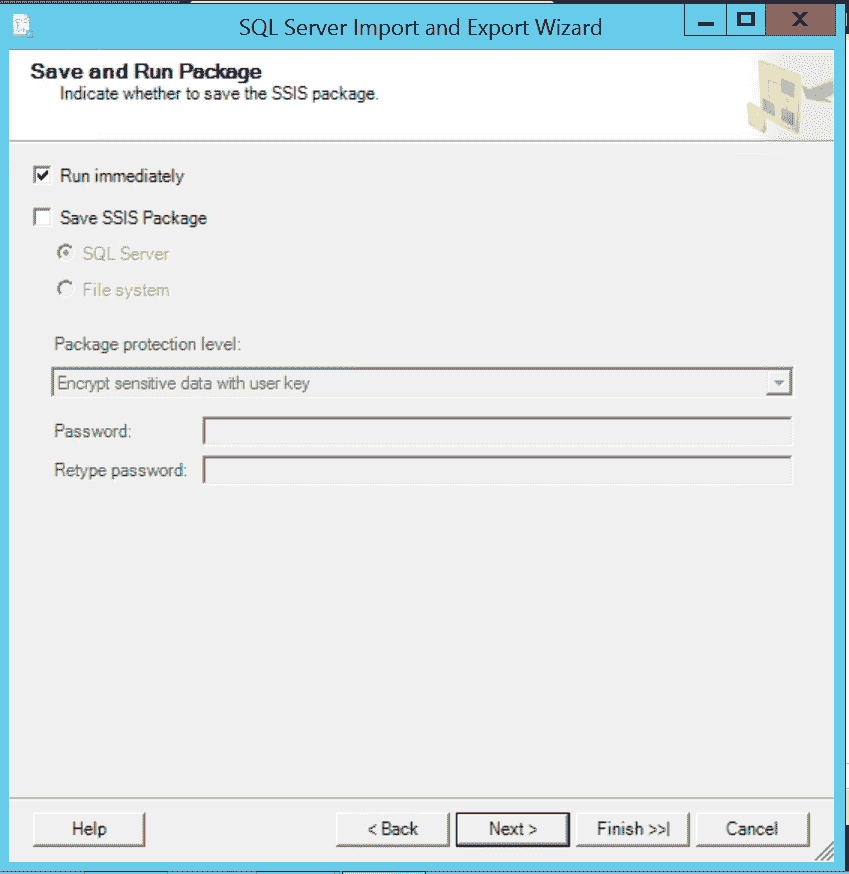 SQL Server Import and Export Wizard
Save and Run Package
Indicate whether to save the SSIS package.
Run immediately
Save SSIS Package
SQL Server
File system
Package protection level:
Encrypt sensitive data with user key
Password:
Retype password:
Help
< Back
Next >
Finish >>|
Cancel